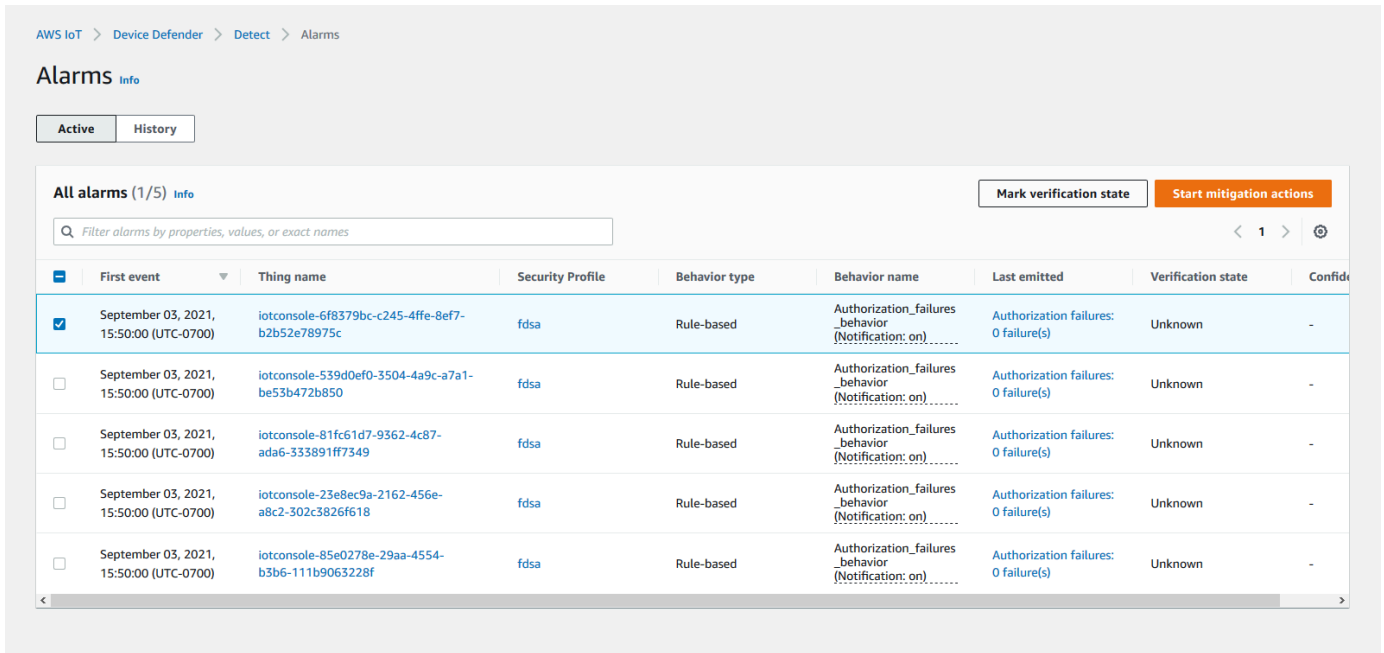 AWS IoT > Device Defender > Detect > Alarms
Alarms Info
Active History
All alarms (1/5) Info
Mark verification state Start mitigation actions
Filter alarms by properties, values, or exact names
< 1 >
First event Thing name Security Profile Behavior type Behavior name Last emitted Verification state Confide
September 03, 2021, iotconsole-6f8379bc-c245-4ffe-8ef7- fdsa Rule-based Authorization_failures Authorization failures: Unknown -
15:50:00 (UTC-0700) b2b52e78975c _behavior 0 failure(s)
(Notification: on)
September 03, 2021, iotconsole-539d0ef0-3504-4a9c-a7a1- fdsa Rule-based Authorization_failures Authorization failures: Unknown -
15:50:00 (UTC-0700) be53b472b850 _behavior 0 failure(s)
(Notification: on)
September 03, 2021, iotconsole-81fc61d7-9362-4c87- fdsa Rule-based Authorization_failures Authorization failures: Unknown -
15:50:00 (UTC-0700) ada6-333891ff7349 _behavior 0 failure(s)
(Notification: on)
September 03, 2021, iotconsole-23e8ec9a-2162-456e- fdsa Rule-based Authorization_failures Authorization failures: Unknown -
15:50:00 (UTC-0700) a8c2-302c3826f618 _behavior 0 failure(s)
(Notification: on)
September 03, 2021, iotconsole-85e0278e-29aa-4554- fdsa Rule-based Authorization_failures Authorization failures: Unknown -
15:50:00 (UTC-0700) b3b6-111b9063228f _behavior 0 failure(s)
(Notification: on)